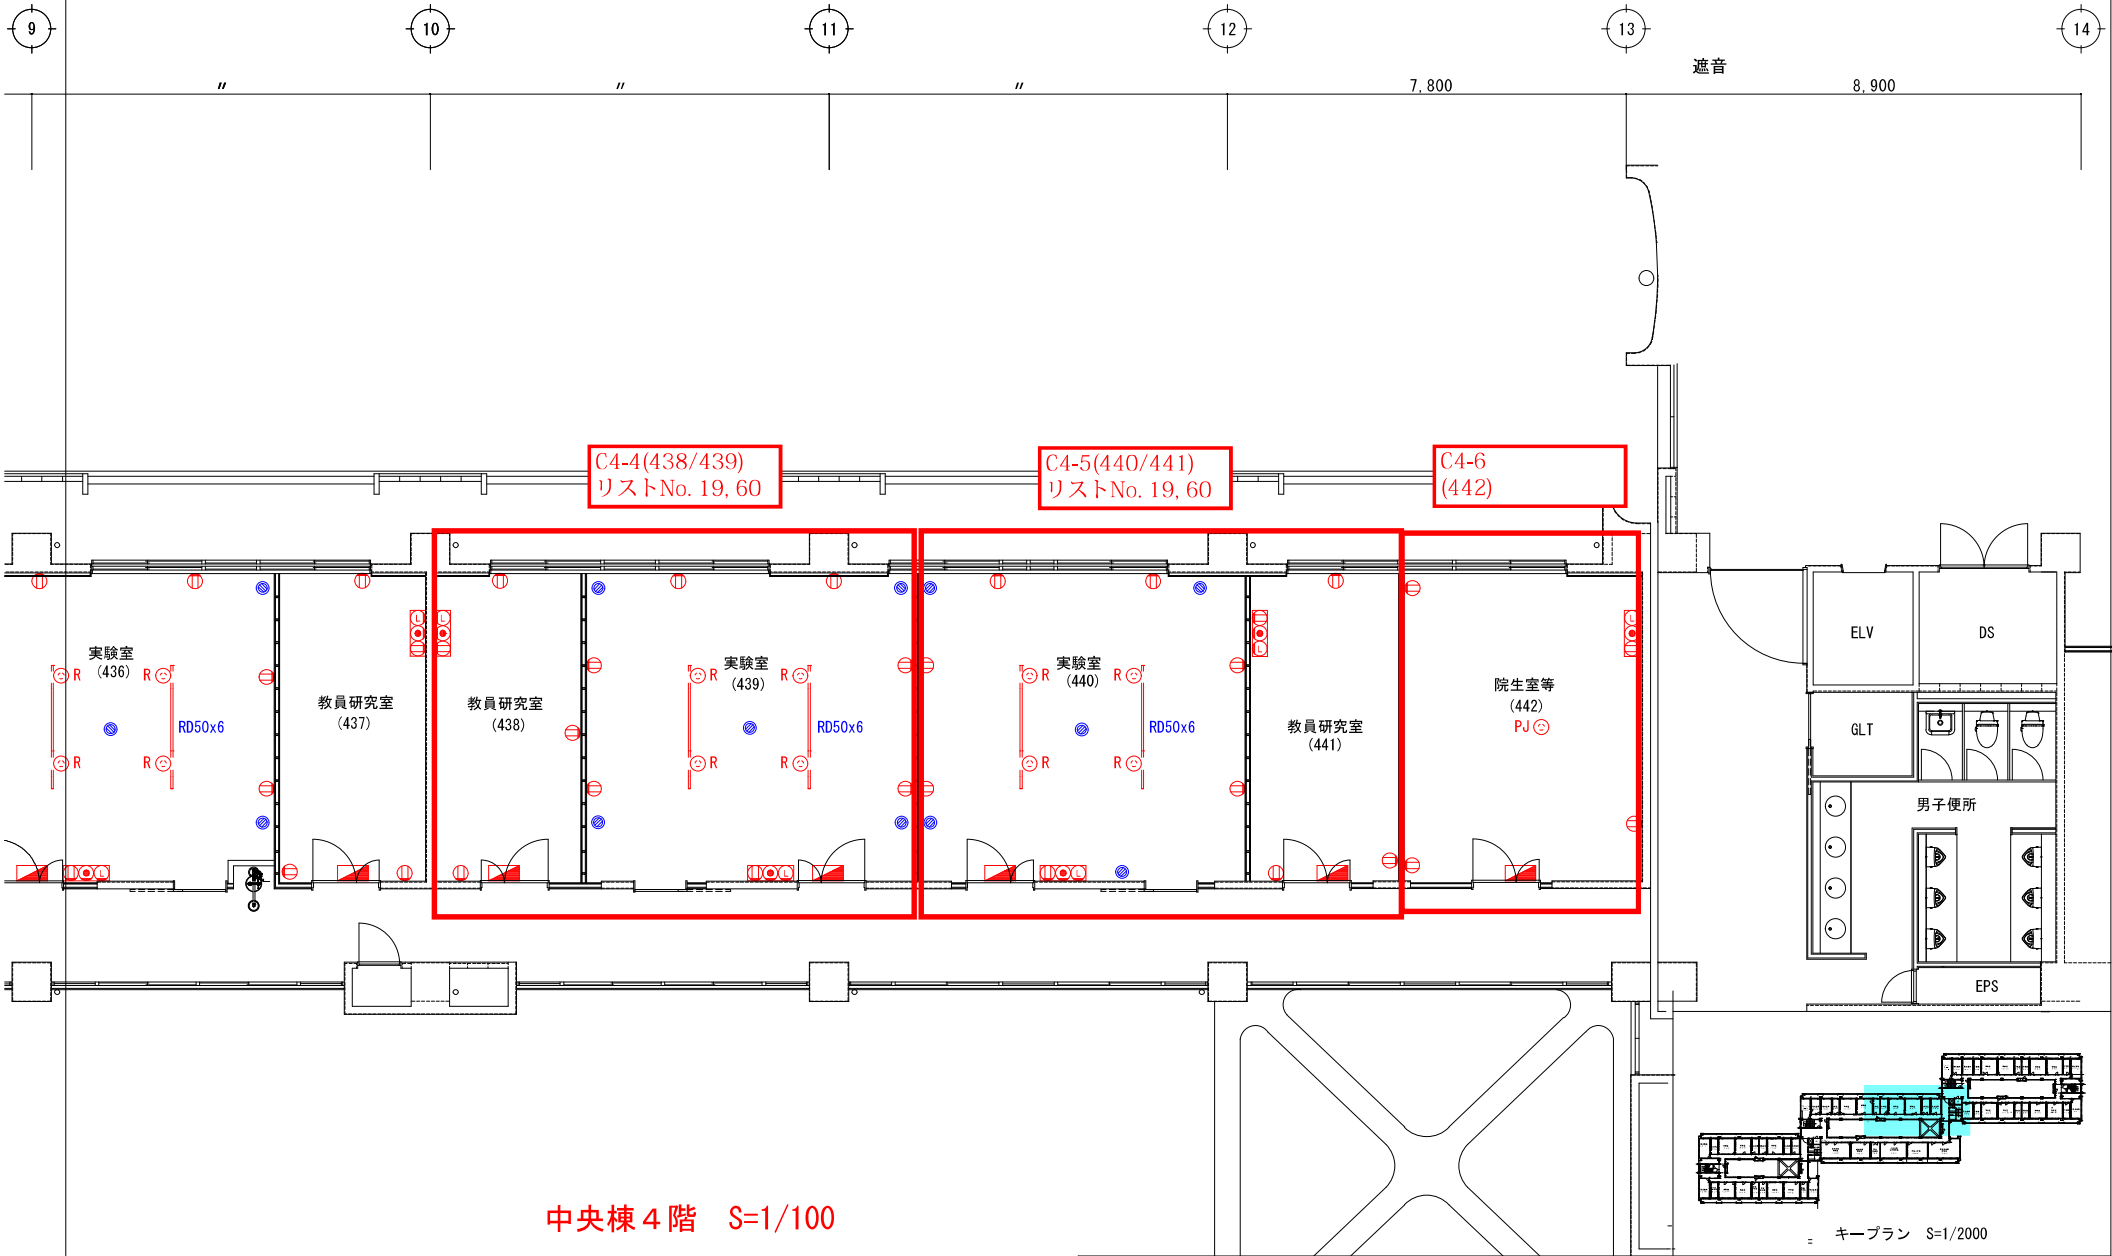 9
10
11
12
13
14
遮音
〃
〃
〃
7,800
8,900
C4-4(438/439)
リストNo. 19, 60
C4-5(440/441)
リストNo. 19, 60
C4-6
(442)
実験室
(436)
R
R
R
R
RD50x6
教員研究室
(437)
教員研究室
(438)
実験室
(439)
R
R
R
R
RD50x6
実験室
(440)
R
R
R
R
RD50x6
教員研究室
(441)
院生室等
(442)
PJ
L
L
L
L
L
L
L
ELV
DS
GLT
男子便所
EPS
中央棟４階　S=1/100
キープラン　S=1/2000